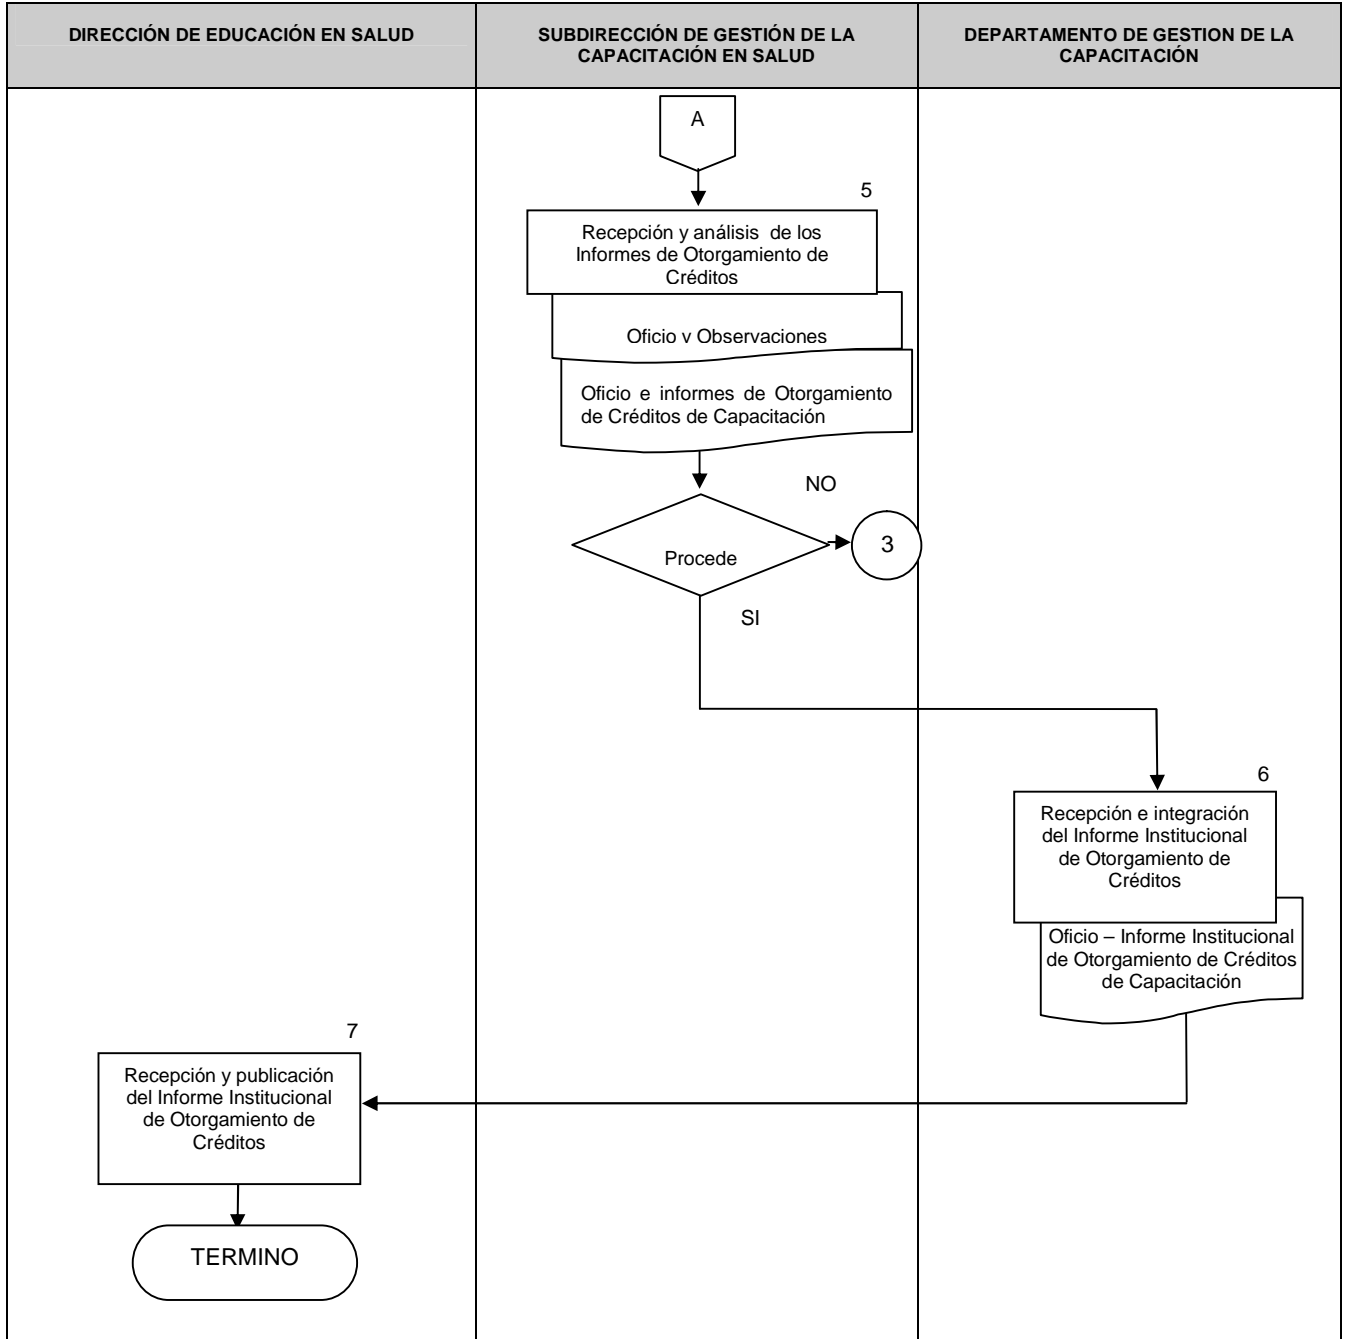 DIRECCIÓN DE EDUCACIÓN EN SALUD
SUBDIRECCIÓN DE GESTIÓN DE LA
CAPACITACIÓN EN SALUD
DEPARTAMENTO DE GESTION DE LA
CAPACITACIÓN
A
5
Recepción y análisis de los
Informes de Otorgamiento de
Créditos
Oficio v Observaciones
Oficio e informes de Otorgamiento
de Créditos de Capacitación
NO
Procede
3
SI
6
Recepción e integración
del Informe Institucional
de Otorgamiento de
Créditos
Oficio – Informe Institucional
de Otorgamiento de Créditos
de Capacitación
7
Recepción y publicación
del Informe Institucional
de Otorgamiento de
Créditos
TERMINO